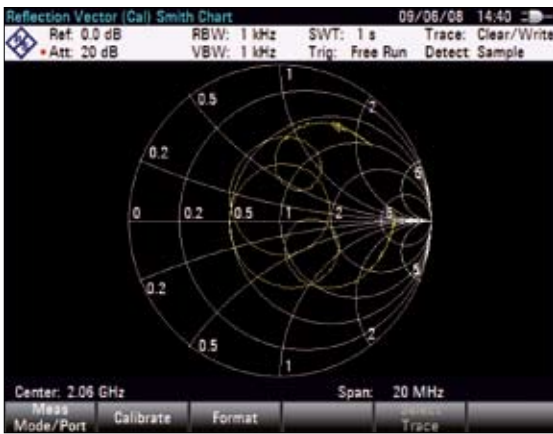 Reflection Vector (Cal) Smith Chart 09/06/08 14:40
Ref: 0.0 dB RBW: 1 kHz SWT: 1 s Trace: Clear/Write
Att: 20 dB VBW: 1 kHz Trig: Free Run Detect: Sample
1
0.5 2
0.2 5
0 0.2 0.5 1 2 5
0.2 5
0.5 2
1
Center: 2.06 GHz Span: 20 MHz
Meas Mode/Port Calibrate Format Select Trace